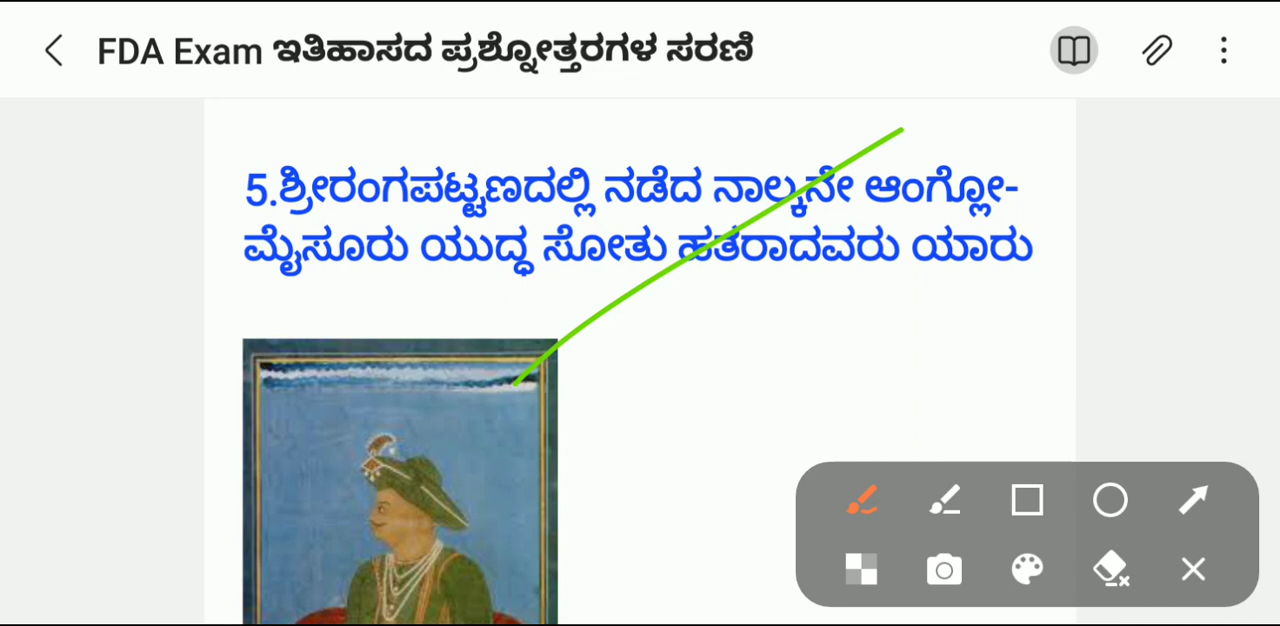 FDA Exam ಇತಿಹಾಸದ ಪ್ರಶ್ನೋತ್ತರಗಳ ಸರಣಿ
5.ಶ್ರೀರಂಗಪಟ್ಟಣದಲ್ಲಿ ನಡೆದ ನಾಲ್ಕನೇ ಆಂಗ್ಲೋ-
ಮೈಸೂರು ಯುದ್ಧ ಸೋತು ಹತರಾದವರು ಯಾರು